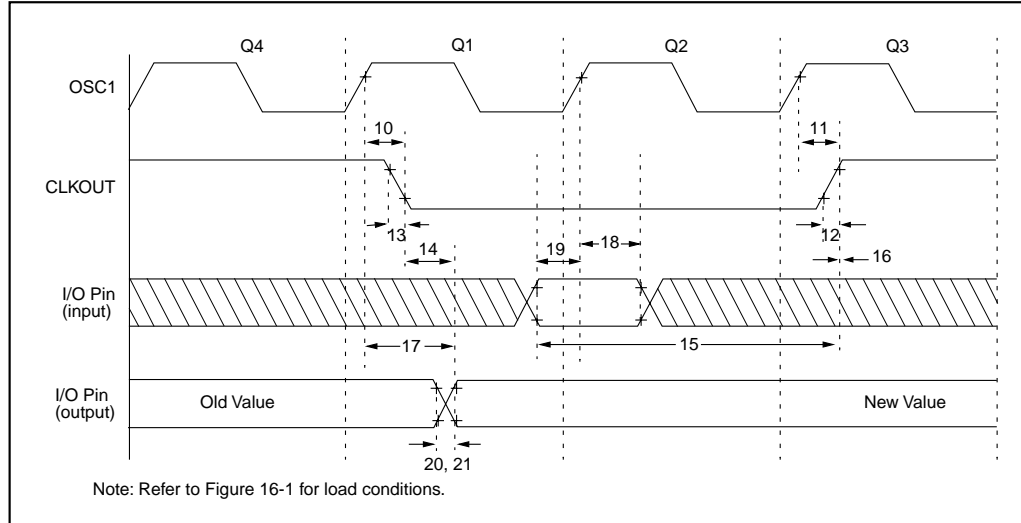 Q4 Q1 Q2 Q3
OSC1
10 11
CLKOUT
13 12
14 19 18 16
I/O Pin
(input)
17 15
I/O Pin
(output)
Old Value New Value
20, 21
Note: Refer to Figure 16-1 for load conditions.